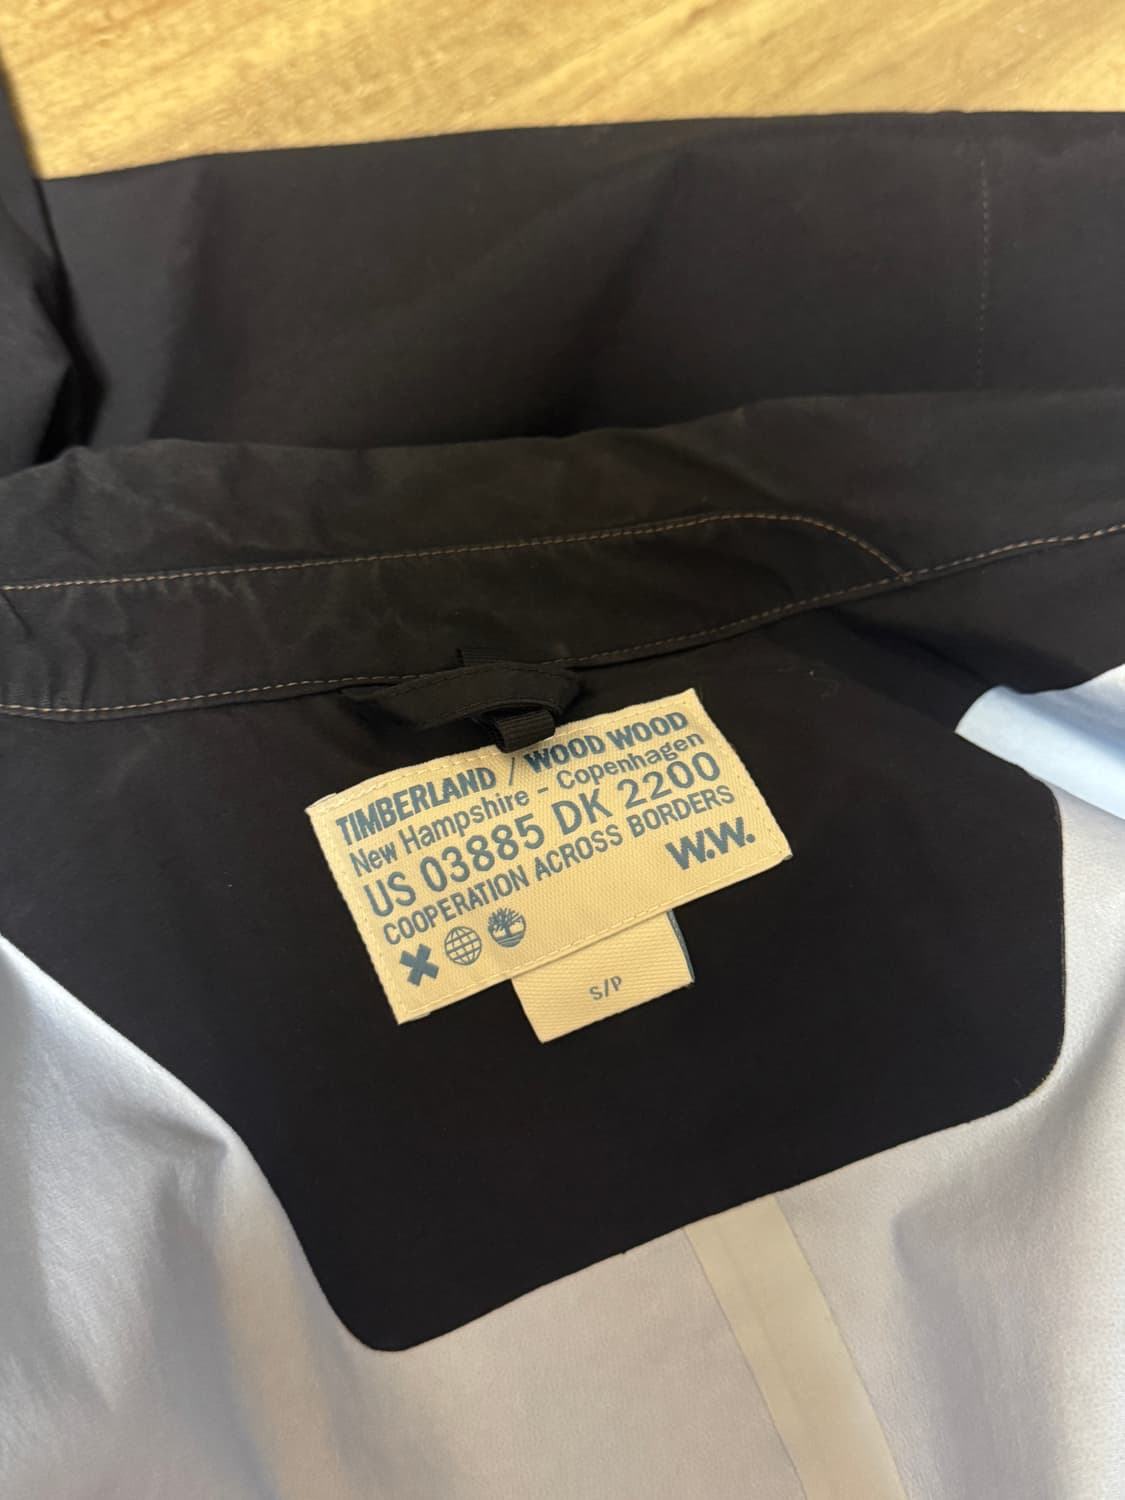 TIMBERLAND / WOOD WOOD
New Hampshire - Copenhagen
US 03885 DK 2200
COOPERATION ACROSS BORDERS
W.W.
S/P